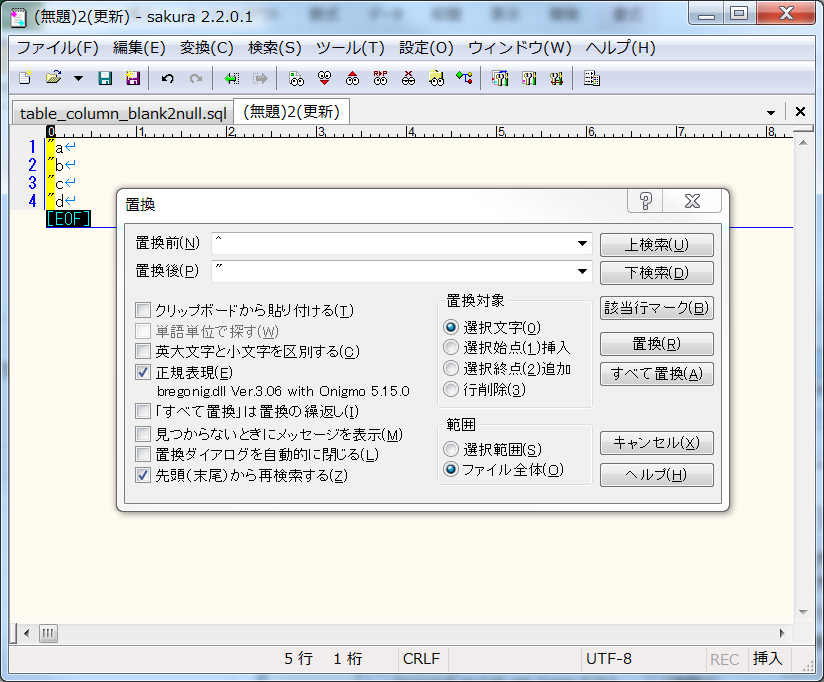 (無題)2(更新) - sakura 2.2.0.1
ファイル(F) 編集(E) 変換(C) 検索(S) ツール(T) 設定(O) ウィンドウ(W) ヘルプ(H)
table_column_blank2null.sql (無題)2(更新)
0 1 2 3 4 5 6 7 8
1 "a↵
2 "b↵
3 "c↵
4 "d↵
[EOF]
置換
置換前(N) ^
上検索(U)
置換後(P) "
下検索(D)
クリップボードから貼り付ける(T)
単語単位で探す(W)
英大文字と小文字を区別する(C)
正規表現(E)
bregonig.dll Ver.3.06 with Onigmo 5.15.0
「すべて置換」は置換の繰返し(I)
見つからないときにメッセージを表示(M)
置換ダイアログを自動的に閉じる(L)
先頭(末尾)から再検索する(Z)
置換対象
選択文字(0)
選択始点(1)挿入
選択終点(2)追加
行削除(3)
範囲
選択範囲(S)
ファイル全体(O)
該当行マーク(B)
置換(R)
すべて置換(A)
キャンセル(X)
ヘルプ(H)
5 行 1 桁 CRLF UTF-8 REC 挿入